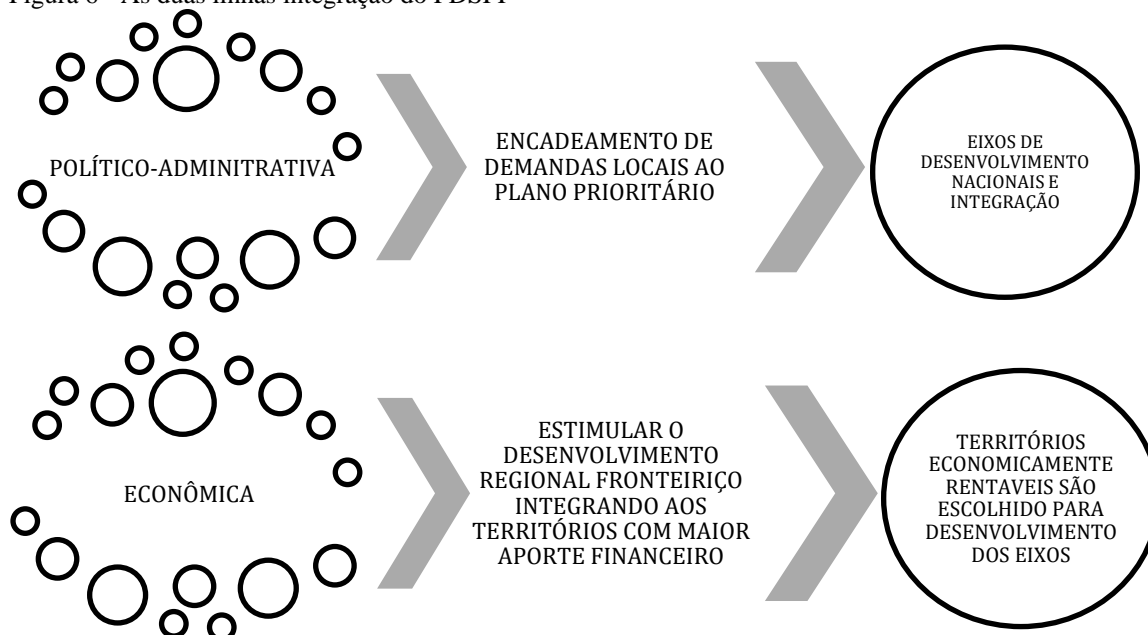 POLÍTICO-ADMINITRATIVA
ENCADEAMENTO DE
DEMANDAS LOCAIS AO
PLANO PRIORITÁRIO
EIXOS DE
DESENVOLVIMENTO
NACIONAIS E
INTEGRAÇÃO
ECONÔMICA
ESTIMULAR O
DESENVOLVIMENTO
REGIONAL FRONTEIRIÇO
INTEGRANDO AOS
TERRITÓRIOS COM MAIOR
APORTE FINANCEIRO
TERRITÓRIOS
ECONOMICAMENTE
RENTAVEIS SÃO
ESCOLHIDO PARA
DESENVOLVIMENTO
DOS EIXOS